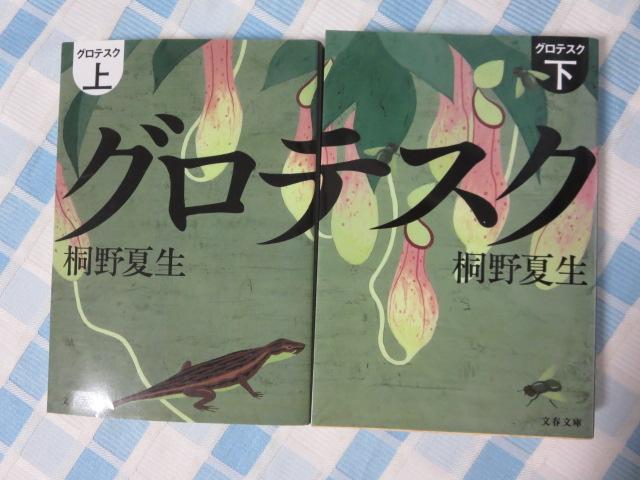 グロテスク
上
グロテスク
下
グロテスク
桐野夏生
桐野夏生
文
文春文庫